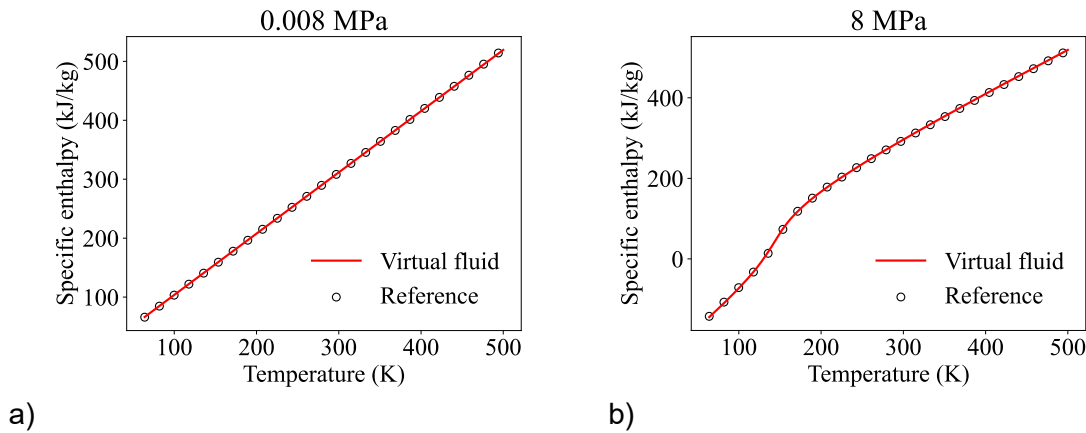 0.008 MPa
Specific enthalpy (kJ/kg)
500
400
300
200
100
Virtual fluid
Reference
100 200 300 400 500
Temperature (K)
a)
8 MPa
Specific enthalpy (kJ/kg)
400
200
0
Virtual fluid
Reference
100 200 300 400 500
Temperature (K)
b)